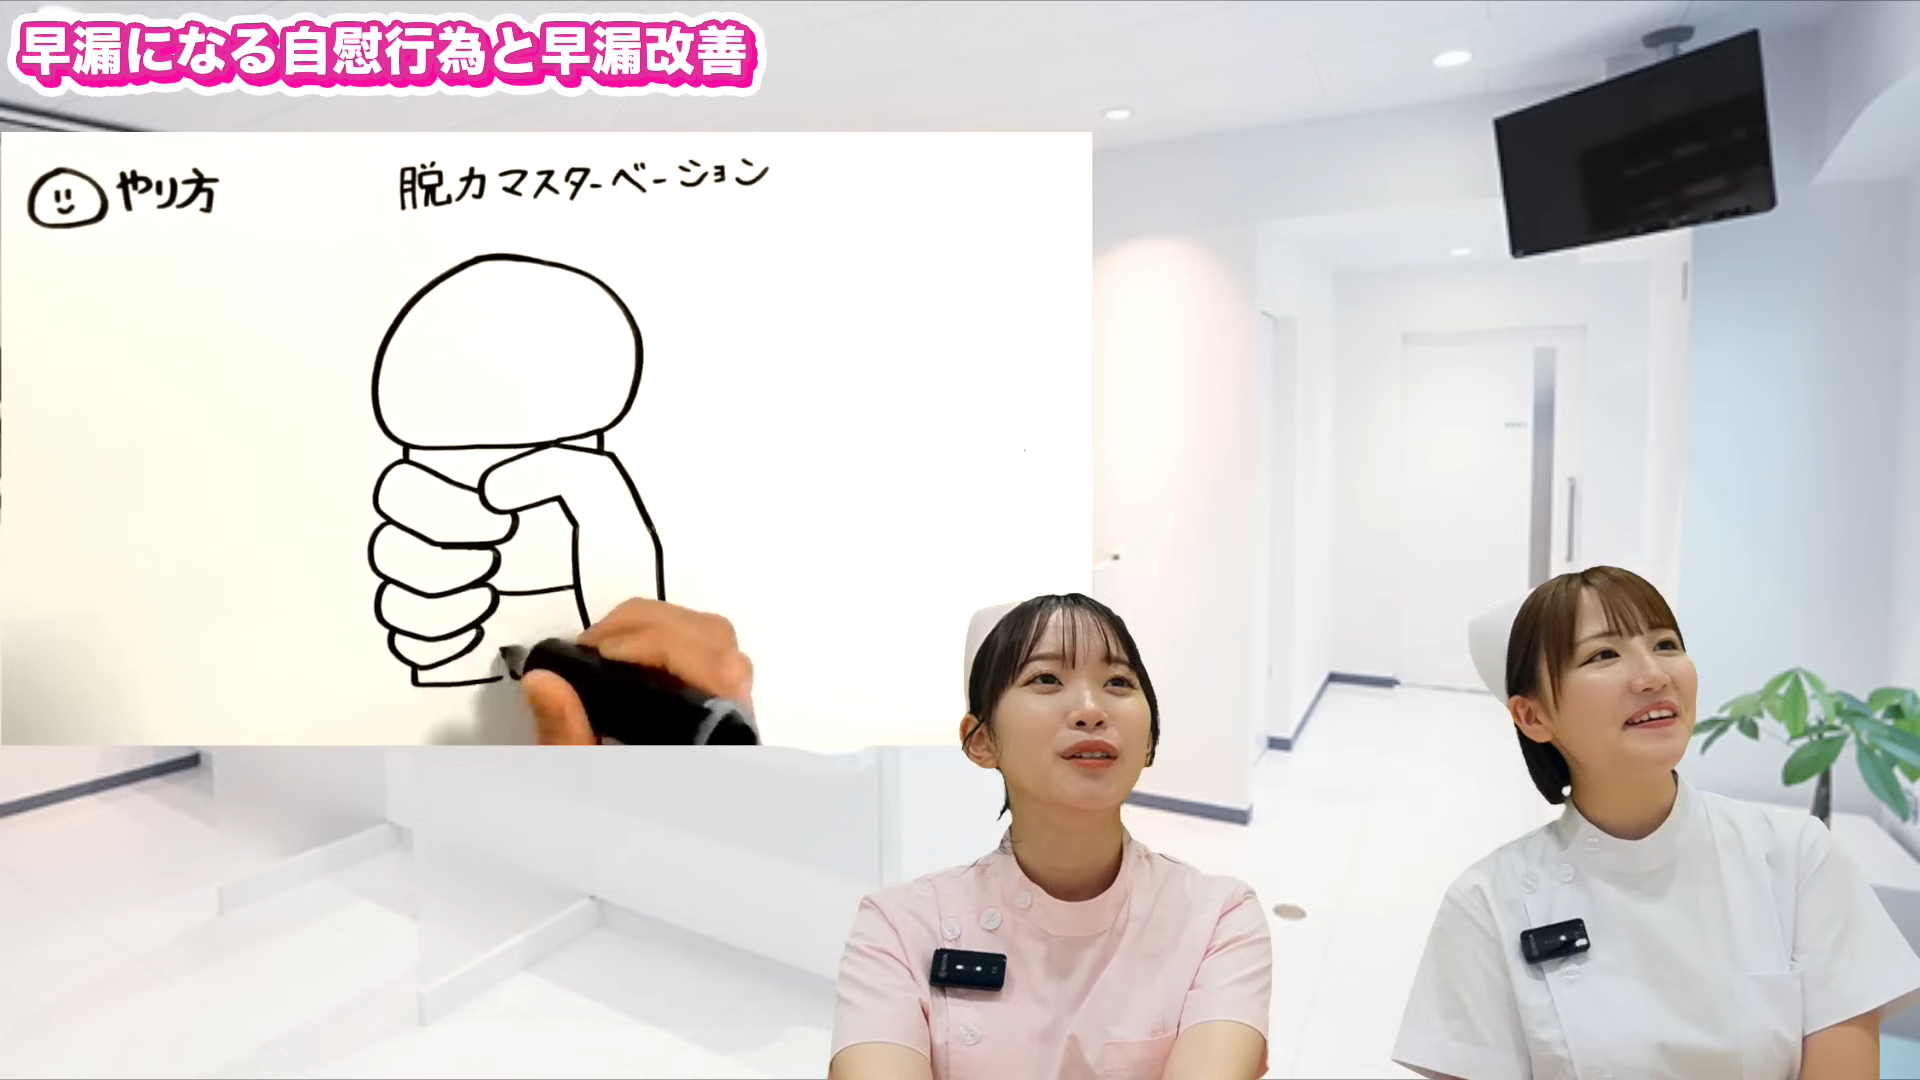 早漏になる自慰行為と早漏改善
やり方
脱力マスターベーション